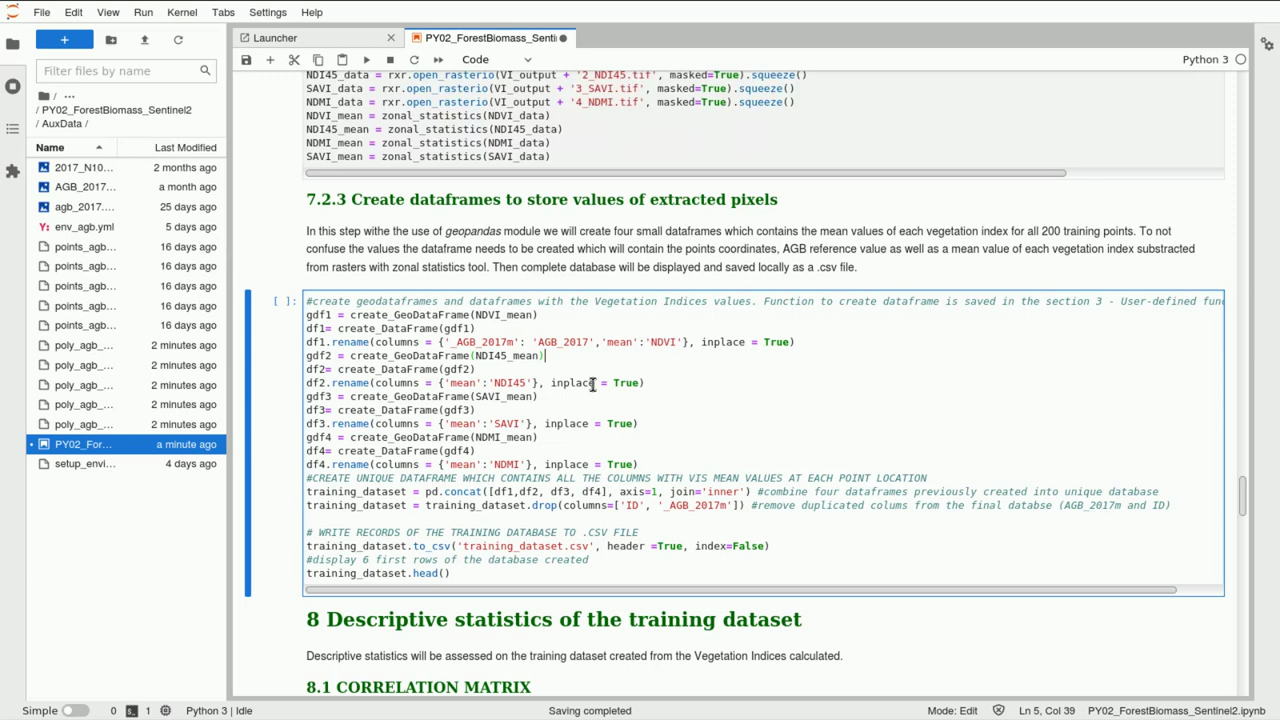 File Edit View Run Kernel Tabs Settings Help
+
Filter files by name
/ ...
/ PY02_ForestBiomass_Sentinel2
/ AuxData /
Name Last Modified
2017_N10... 2 months ago
AGB_2017... a month ago
agb_2017.... 25 days ago
Y: env_agb.yml 5 days ago
points_agb... 16 days ago
points_agb... 16 days ago
points_agb... 16 days ago
points_agb... 16 days ago
points_agb... 16 days ago
poly_agb_... 2 minutes ago
poly_agb_... 2 minutes ago
poly_agb_... 2 minutes ago
poly_agb_... 2 minutes ago
poly_agb_... 2 minutes ago
PY02_For... a minute ago
setup_envi... 4 days ago
Launcher
PY02_ForestBiomass_Senti
Code
Python 3
NDI45_data = rxr.open_rasterio(VI_output + '2_NDI45.tif', masked=True).squeeze()
SAVI_data = rxr.open_rasterio(VI_output + '3_SAVI.tif', masked=True).squeeze()
NDMI_data = rxr.open_rasterio(VI_output + '4_NDMI.tif', masked=True).squeeze()
NDVI_mean = zonal_statistics(NDVI_data)
NDI45_mean = zonal_statistics(NDI45_data)
NDMI_mean = zonal_statistics(NDMI_data)
SAVI_mean = zonal_statistics(SAVI_data)
7.2.3 Create dataframes to store values of extracted pixels
In this step withe the use of geopandas module we will create four small dataframes which contains the mean values of each vegetation index for all 200 training points. To not
confuse the values the dataframe needs to be created which will contain the points coordinates, AGB reference value as well as a mean value of each vegetation index substracted
from rasters with zonal statistics tool. Then complete database will be displayed and saved locally as a .csv file.
[ ]:
#create geodataframes and dataframes with the Vegetation Indices values. Function to create dataframe is saved in the section 3 - User-defined fun
gdf1 = create_GeoDataFrame(NDVI_mean)
df1= create_DataFrame(gdf1)
df1.rename(columns = {'_AGB_2017m': 'AGB_2017','mean':'NDVI'}, inplace = True)
gdf2 = create_GeoDataFrame(NDI45_mean)
df2= create_DataFrame(gdf2)
df2.rename(columns = {'mean':'NDI45'}, inplace = True)
gdf3 = create_GeoDataFrame(SAVI_mean)
df3= create_DataFrame(gdf3)
df3.rename(columns = {'mean':'SAVI'}, inplace = True)
gdf4 = create_GeoDataFrame(NDMI_mean)
df4= create_DataFrame(gdf4)
df4.rename(columns = {'mean':'NDMI'}, inplace = True)
#CREATE UNIQUE DATAFRAME WHICH CONTAINS ALL THE COLUMNS WITH VIS MEAN VALUES AT EACH POINT LOCATION
training_dataset = pd.concat([df1,df2, df3, df4], axis=1, join='inner') #combine four dataframes previously created into unique database
training_dataset = training_dataset.drop(columns=['ID', '_AGB_2017m']) #remove duplicated colums from the final databse (AGB_2017m and ID)
# WRITE RECORDS OF THE TRAINING DATABASE TO .CSV FILE
training_dataset.to_csv('training_dataset.csv', header =True, index=False)
#display 6 first rows of the database created
training_dataset.head()
8 Descriptive statistics of the training dataset
Descriptive statistics will be assessed on the training dataset created from the Vegetation Indices calculated.
8.1 CORRELATION MATRIX
Simple 0 1 Python 3 | Idle Saving completed Mode: Edit Ln 5, Col 39 PY02_ForestBiomass_Sentinel2.ipynb